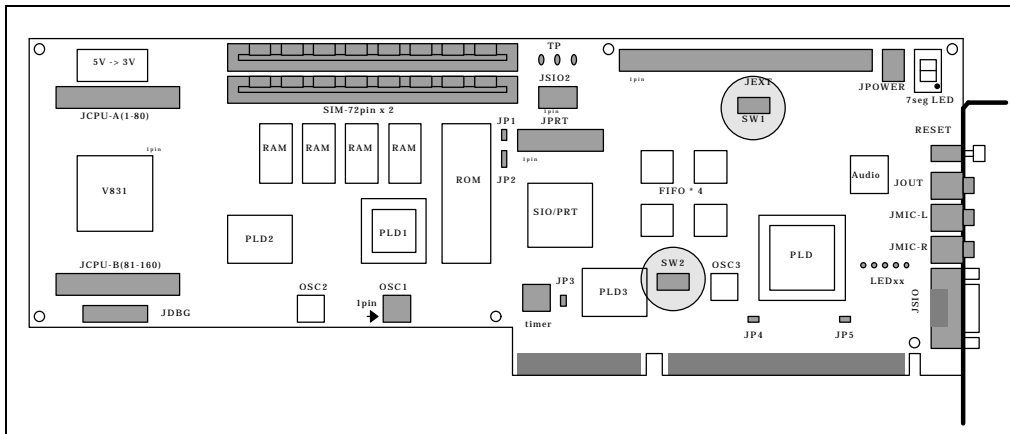 5V -> 3V
TP
JEXT
1pin
JPOWER
7seg LED
JSIO2
1pin
SW1
SIM-72pin x 2
JCPU-A(1-80)
JP1
JPRT
RESET
1pin
RAM
RAM
RAM
RAM
JP2
1pin
ROM
V831
FIFO * 4
Audio
JOUT
SIO/PRT
JMIC-L
PLD2
PLD1
JMIC-R
PLD
JCPU-B(81-160)
SW2
OSC3
LEDxx
OSC2
OSC1
JP3
PLD3
JSIO
1pin
JDBG
timer
JP4
JP5